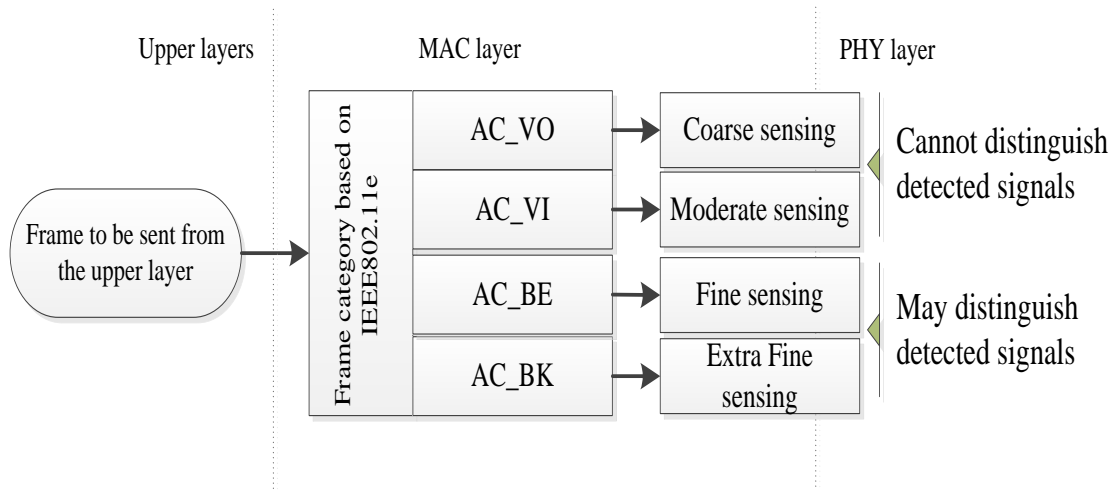 Upper layers
MAC layer
PHY layer
Frame to be sent from
the upper layer
Frame category based on
IEEE802.11e
AC_VO
Coarse sensing
AC_VI
Moderate sensing
AC_BE
Fine sensing
AC_BK
Extra Fine
sensing
Cannot distinguish
detected signals
May distinguish
detected signals